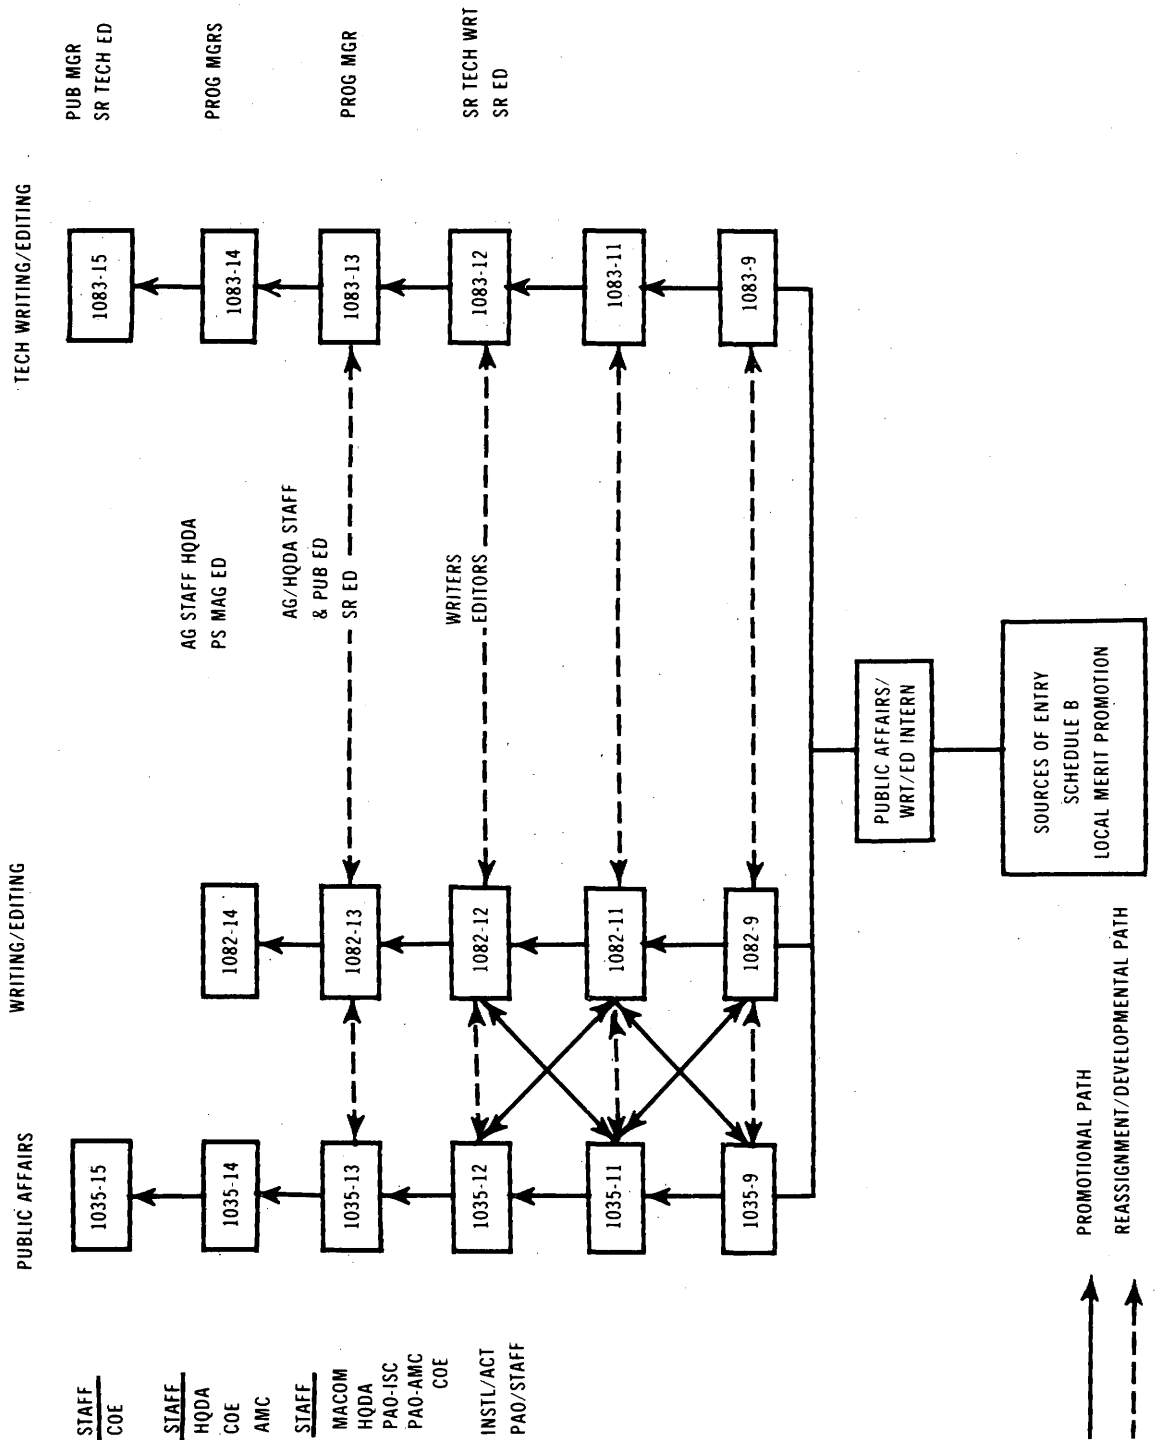 PUBLIC AFFAIRS
WRITING/EDITING
TECH WRITING/EDITING
STAFF
COE
1035-15
1083-15
PUB MGR
SR TECH ED
STAFF
HQDA
COE
AMC
1035-14
1082-14
AG STAFF HQDA
PS MAG ED
1083-14
PROG MGRS
STAFF
MACOM
HQDA
PAO-ISC
PAO-AMC
COE
1035-13
1082-13
AG/HQDA STAFF
& PUB ED
SR ED
1083-13
PROG MGR
INSTL/ACT
PAO/STAFF
1035-12
1082-12
WRITERS
EDITORS
1083-12
SR TECH WRT
SR ED
1035-11
1082-11
1083-11
1035-9
1082-9
1083-9
PUBLIC AFFAIRS/
WRT/ED INTERN
SOURCES OF ENTRY
SCHEDULE B
LOCAL MERIT PROMOTION
PROMOTIONAL PATH
REASSIGNMENT/DEVELOPMENTAL PATH